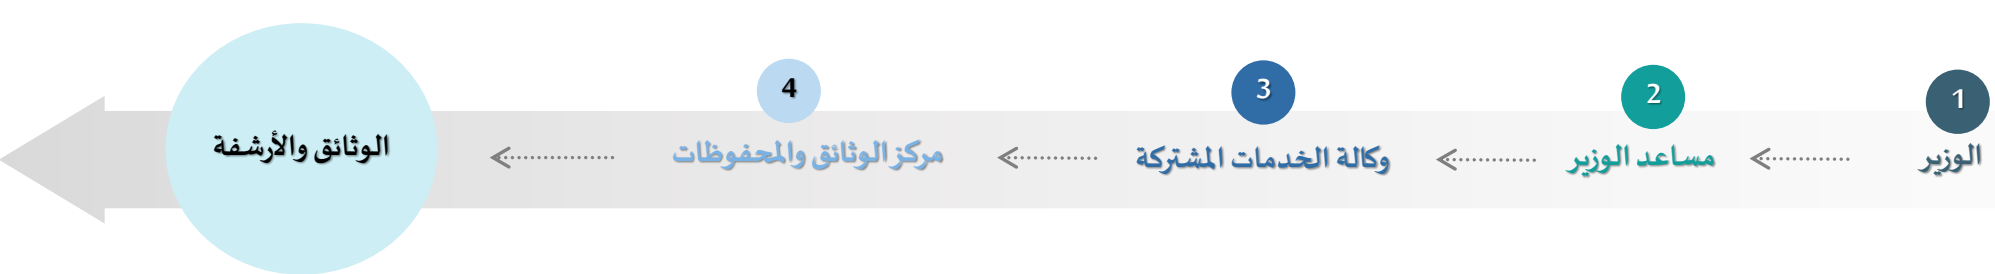 1
الوزير
2
مساعد الوزير
3
وكالة الخدمات المشتركة
4
مركز الوثائق والمحفوظات
الوثائق والأرشفة